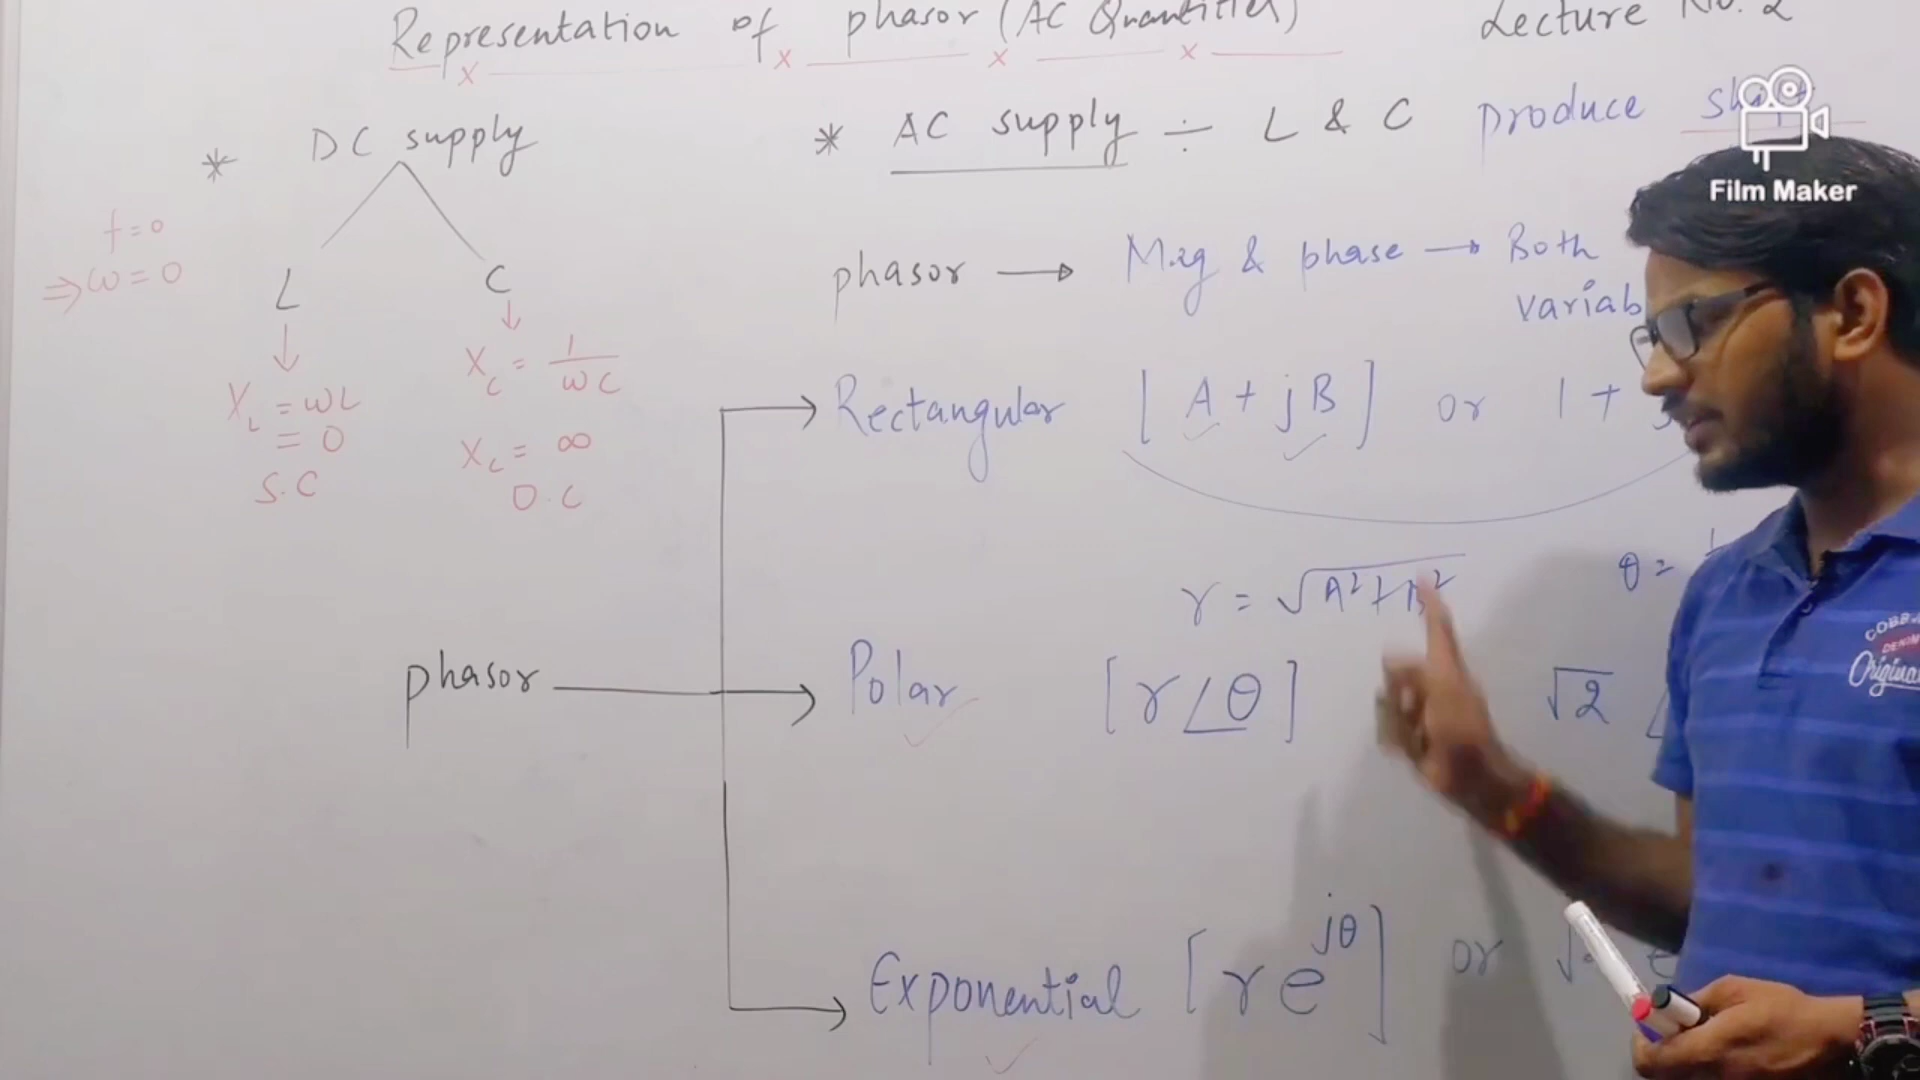 Representation of phasor (AC Quantities)
Lecture No. 2
* DC supply
* AC supply ÷ L & C produce
Film Maker
f=0
⇒ ω=0
L
C
X_L = ωL
= 0
S.C
X_C = 1/ωC
X_C = ∞
O.C
phasor → Mag & phase → Both
phasor
Rectangular [A + jB] or 1 +
r = √A²+B²
θ =
Polar [r∠θ] √2 ∠
Exponential [r e^jθ] or
Original